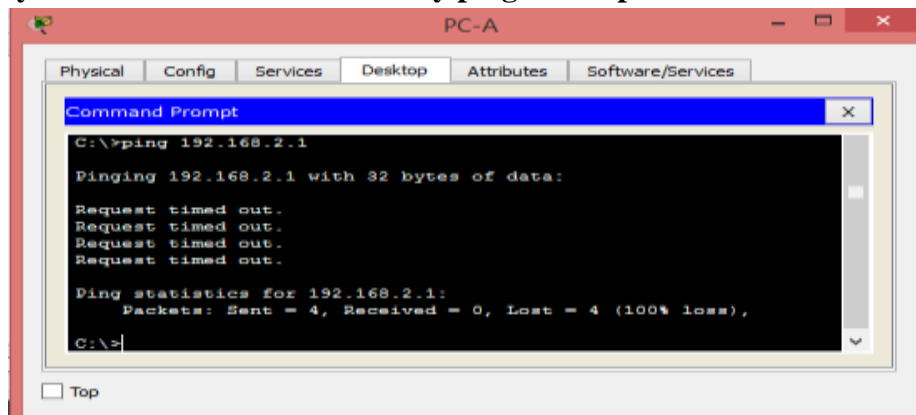 PC-A
Physical Config Services Desktop Attributes Software/Services
Command Prompt
C:\>ping 192.168.2.1
Pinging 192.168.2.1 with 32 bytes of data:
Request timed out.
Request timed out.
Request timed out.
Request timed out.
Ping statistics for 192.168.2.1:
Packets: Sent = 4, Received = 0, Lost = 4 (100% loss),
C:\>
Top